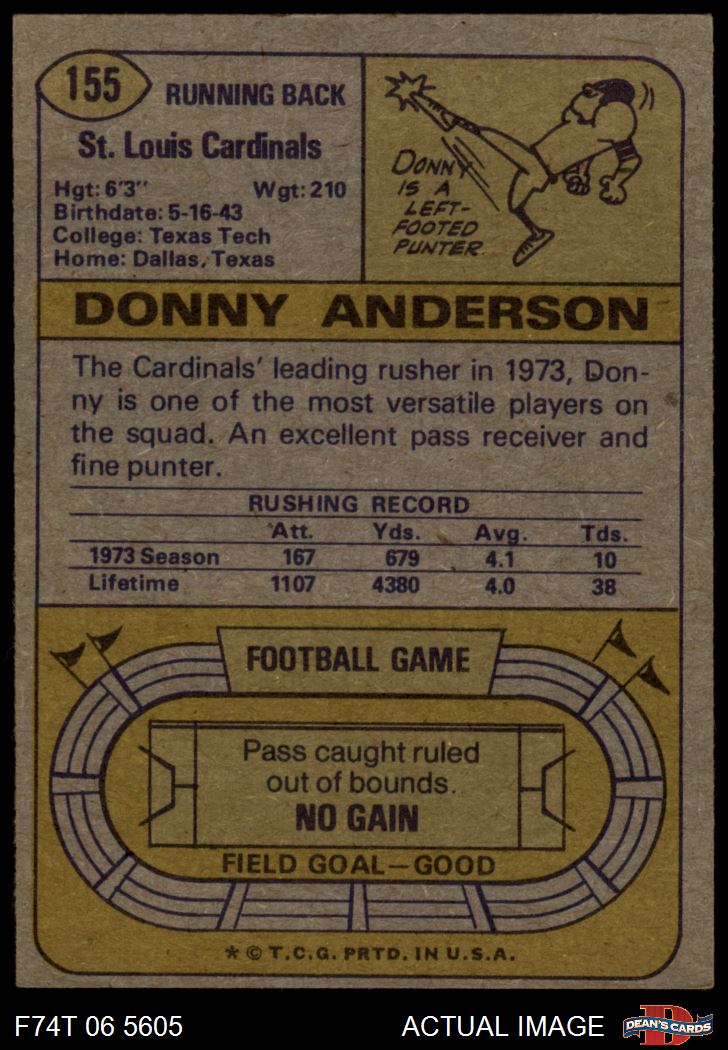 155
RUNNING BACK
St. Louis Cardinals
Hgt: 6'3" Wgt: 210
Birthdate: 5-16-43
College: Texas Tech
Home: Dallas, Texas
DONNY
IS A
LEFT-
FOOTED
PUNTER.
DONNY ANDERSON
The Cardinals' leading rusher in 1973, Don-
ny is one of the most versatile players on
the squad. An excellent pass receiver and
fine punter.
RUSHING RECORD
Att. Yds. Avg. Tds.
1973 Season 167 679 4.1 10
Lifetime 1107 4380 4.0 38
FOOTBALL GAME
Pass caught ruled
out of bounds.
NO GAIN
FIELD GOAL—GOOD
* © T.C.G. PRTD. IN U.S.A.
F74T 06 5605 ACTUAL IMAGE D DEAN'S CARDS